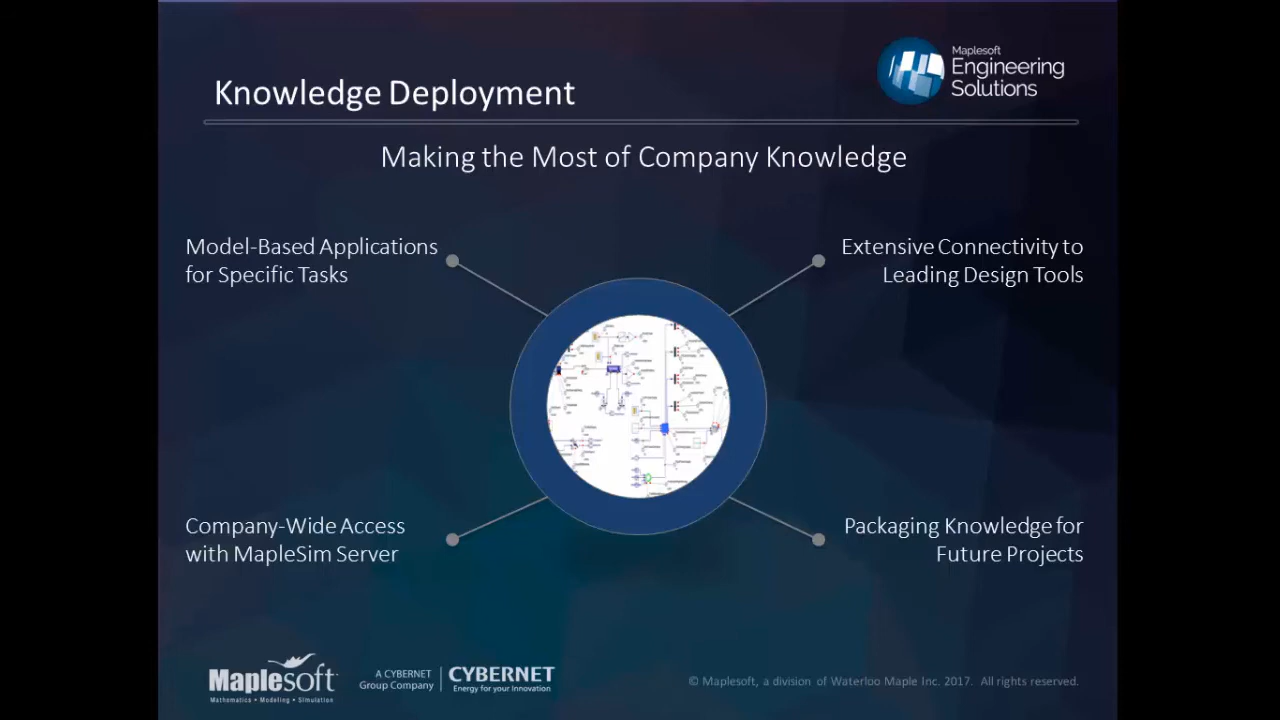 Knowledge Deployment
Maplesoft
Engineering
Solutions
Making the Most of Company Knowledge
Model-Based Applications
for Specific Tasks
Extensive Connectivity to
Leading Design Tools
Company-Wide Access
with MapleSim Server
Packaging Knowledge for
Future Projects
Maplesoft
Mathematics • Modeling • Simulation
A CYBERNET
Group Company
CYBERNET
Energy for your Innovation
© Maplesoft, a division of Waterloo Maple Inc. 2017. All rights reserved.